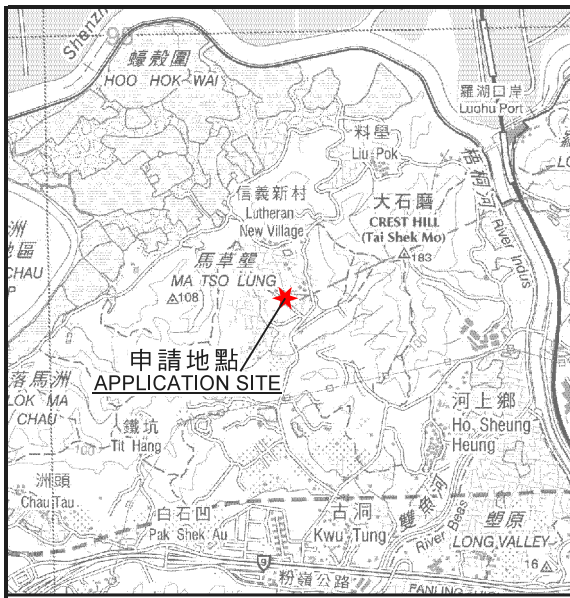 Shenzh
90
蠔殼圍
HOO HOK WAI
羅湖口岸
Luohu Port
料壆
Liu Pok
梧桐河
River Indus
信義新村
Lutheran
New Village
大石磨
CREST HILL
(Tai Shek Mo)
183
洲
地區
CHAU
P
馬草壟
MA TSO LUNG
108
申請地點
APPLICATION SITE
落馬洲
LOK MA
CHAU
河上鄉
Ho Sheung
Heung
鐵坑
Tit Hang
洲頭
Chau Tau
白石凹
Pak Shek Au
古洞
Kwu Tung
雙魚河
River Beas
塱原
LONG VALLEY
16
9
粉嶺公路
FANLING